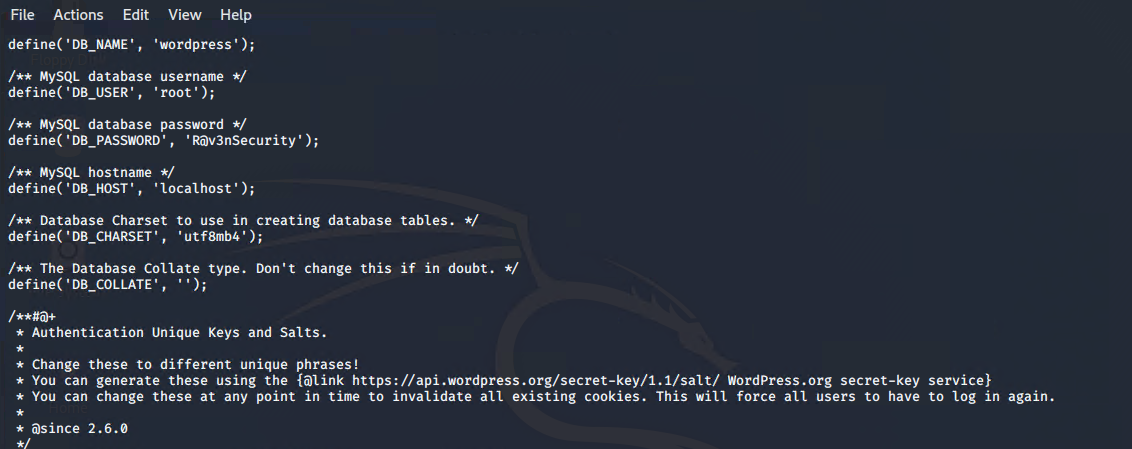 File Actions Edit View Help
define('DB_NAME', 'wordpress');
/** MySQL database username */
define('DB_USER', 'root');
/** MySQL database password */
define('DB_PASSWORD', 'R@v3nSecurity');
/** MySQL hostname */
define('DB_HOST', 'localhost');
/** Database Charset to use in creating database tables. */
define('DB_CHARSET', 'utf8mb4');
/** The Database Collate type. Don't change this if in doubt. */
define('DB_COLLATE', '');
/**#@+
 * Authentication Unique Keys and Salts.
 *
 * Change these to different unique phrases!
 * You can generate these using the {@link https://api.wordpress.org/secret-key/1.1/salt/ WordPress.org secret-key service}
 * You can change these at any point in time to invalidate all existing cookies. This will force all users to have to log in again.
 *
 * @since 2.6.0
 */